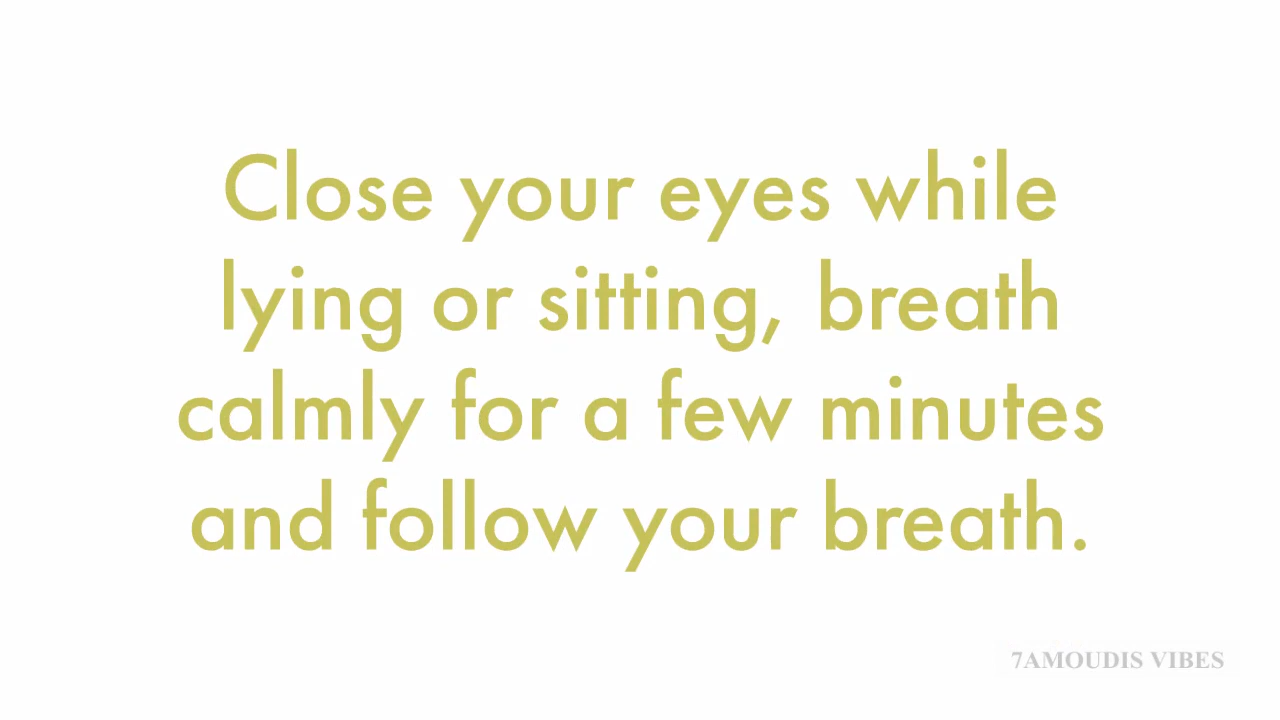 Close your eyes while
lying or sitting, breath
calmly for a few minutes
and follow your breath.
7AMOUDIS VIBES